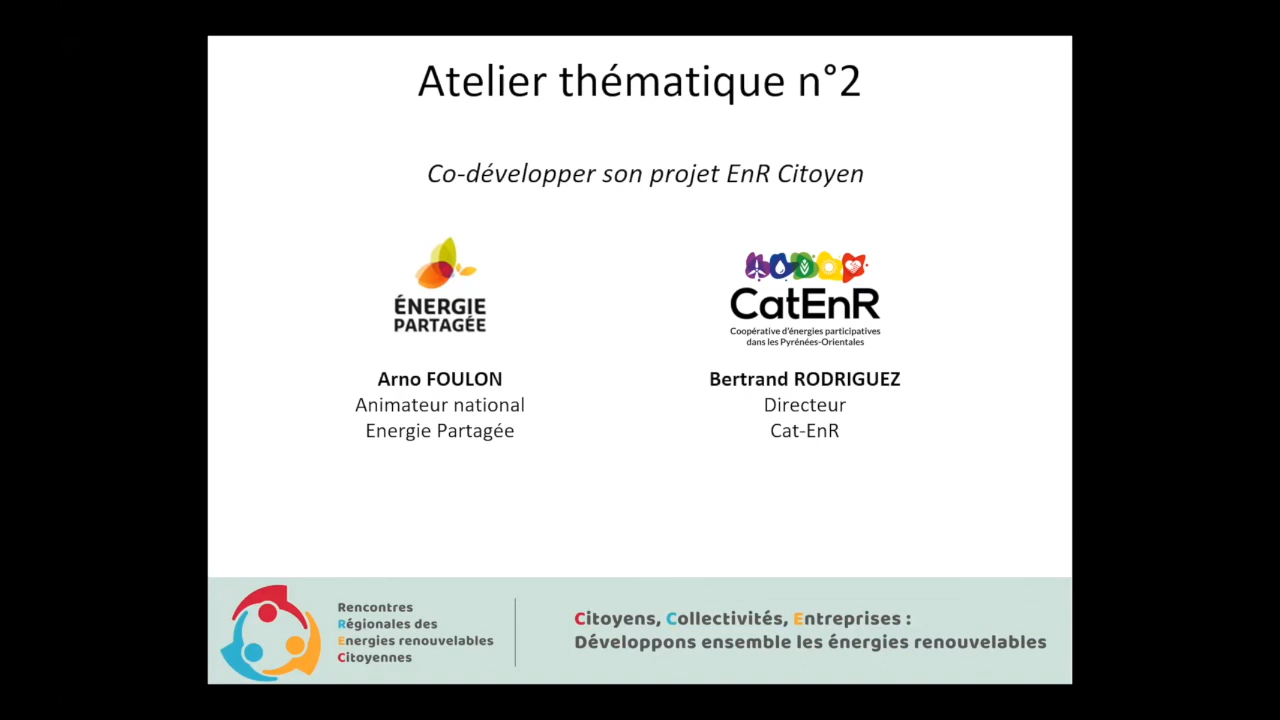 Atelier thématique n°2
Co-développer son projet EnR Citoyen
ÉNERGIE
PARTAGÉE
CatEnR
Coopérative d'énergies participatives
dans les Pyrénées-Orientales
Arno FOULON
Animateur national
Energie Partagée
Bertrand RODRIGUEZ
Directeur
Cat-EnR
Rencontres
Régionales des
Energies renouvelables
Citoyennes
Citoyens, Collectivités, Entreprises :
Développons ensemble les énergies renouvelables